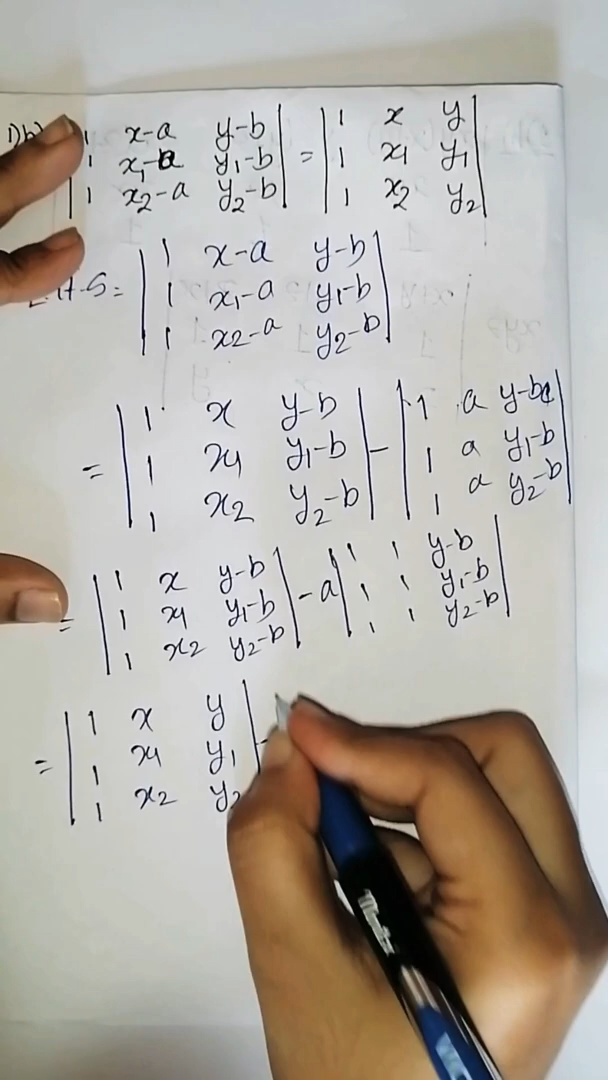 1)b) | 1 x-a y-b | = | 1 x y |
| 1 x₁-a y₁-b | | 1 x₁ y₁ |
| 1 x₂-a y₂-b | | 1 x₂ y₂ |
L.H.S = | 1 x-a y-b |
| 1 x₁-a y₁-b |
| 1 x₂-a y₂-b |
= | 1 x y-b | - | 1 a y-b |
| 1 x₁ y₁-b | | 1 a y₁-b |
| 1 x₂ y₂-b | | 1 a y₂-b |
= | 1 x y-b | - a | 1 1 y-b |
| 1 x₁ y₁-b | | 1 1 y₁-b |
| 1 x₂ y₂-b | | 1 1 y₂-b |
= | 1 x y | -
| 1 x₁ y₁ |
| 1 x₂ y₂